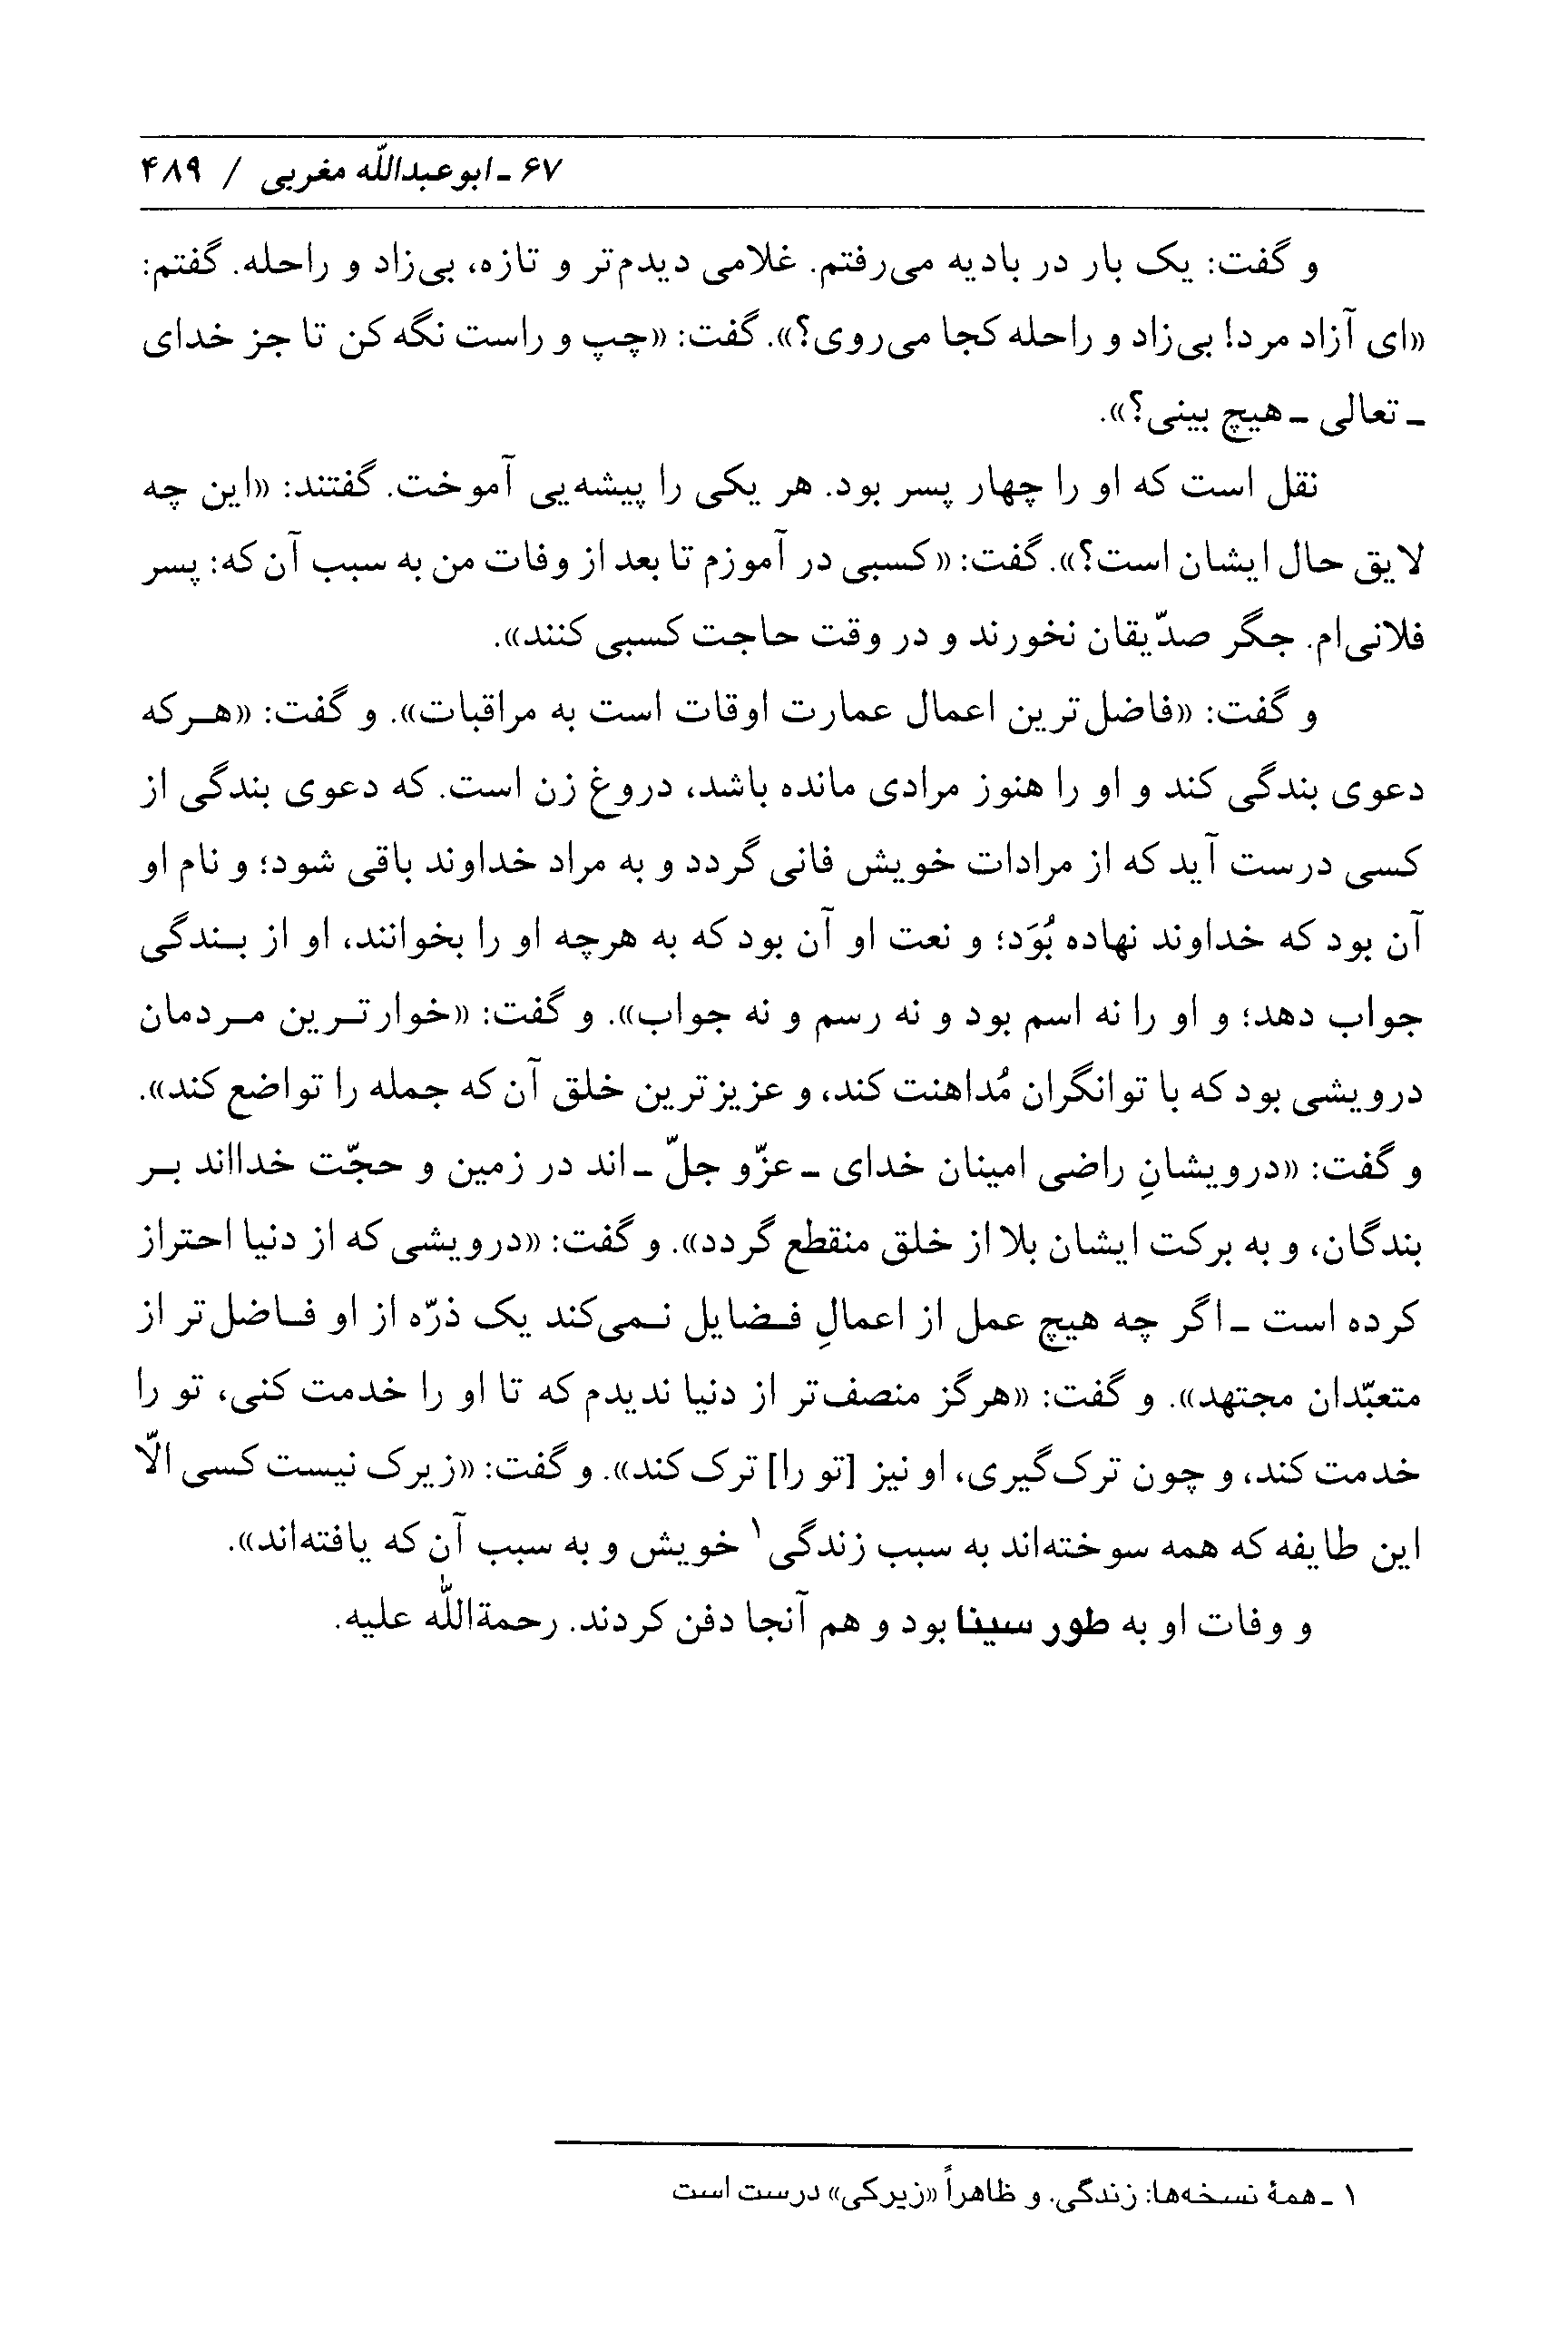 ۶۷ ـ ابوعبدالله مغربی / ۴۸۹
و گفت: یک بار در بادیه می‌رفتم. غلامی دیدم تر و تازه، بی‌زاد و راحله. گفتم:
«ای آزاد مرد! بی‌زاد و راحله کجا می‌روی؟». گفت: «چپ و راست نگه کن تا جز خدای
ـ تعالی ـ هیچ بینی؟».
نقل است که او را چهار پسر بود. هر یکی را پیشه‌یی آموخت. گفتند: «این چه
لایق حال ایشان است؟». گفت: «کسبی در آموزم تا بعد از وفات من به سبب آن که: پسر
فلانی‌ام. جگر صدّیقان نخورند و در وقت حاجت کسبی کنند».
و گفت: «فاضل‌ترین اعمال عمارت اوقات است به مراقبات». و گفت: «هـرکه
دعوی بندگی کند و او را هنوز مرادی مانده باشد، دروغ زن است. که دعوی بندگی از
کسی درست آید که از مرادات خویش فانی گردد و به مراد خداوند باقی شود؛ و نام او
آن بود که خداوند نهاده بُوَد؛ و نعت او آن بود که به هرچه او را بخوانند، او از بـندگی
جواب دهد؛ و او را نه اسم بود و نه رسم و نه جواب». و گفت: «خوارتـرین مـردمان
درویشی بود که با توانگران مُداهنت کند، و عزیزترین خلق آن که جمله را تواضع کند».
و گفت: «درویشانِ راضی امینان خدای ـ عزّو جلّ ـ اند در زمین و حجّت خدااند بـر
بندگان، و به برکت ایشان بلا از خلق منقطع گردد». و گفت: «درویشی که از دنیا احتراز
کرده است ـ اگر چه هیچ عمل از اعمالِ فـضایل نـمی‌کند یک ذرّه از او فـاضل‌تر از
متعبّدان مجتهد». و گفت: «هرگز منصف‌تر از دنیا ندیدم که تا او را خدمت کنی، تو را
خدمت کند، و چون ترک‌گیری، او نیز [تو را] ترک کند». و گفت: «زیرک نیست کسی الّا
این طایفه که همه سوخته‌اند به سبب زندگی۱ خویش و به سبب آن که یافته‌اند».
و وفات او به طور سینا بود و هم آنجا دفن کردند. رحمةالله علیه.
۱ ـ همهٔ نسخه‌ها: زندگی. و ظاهراً «زیرکی» درست است